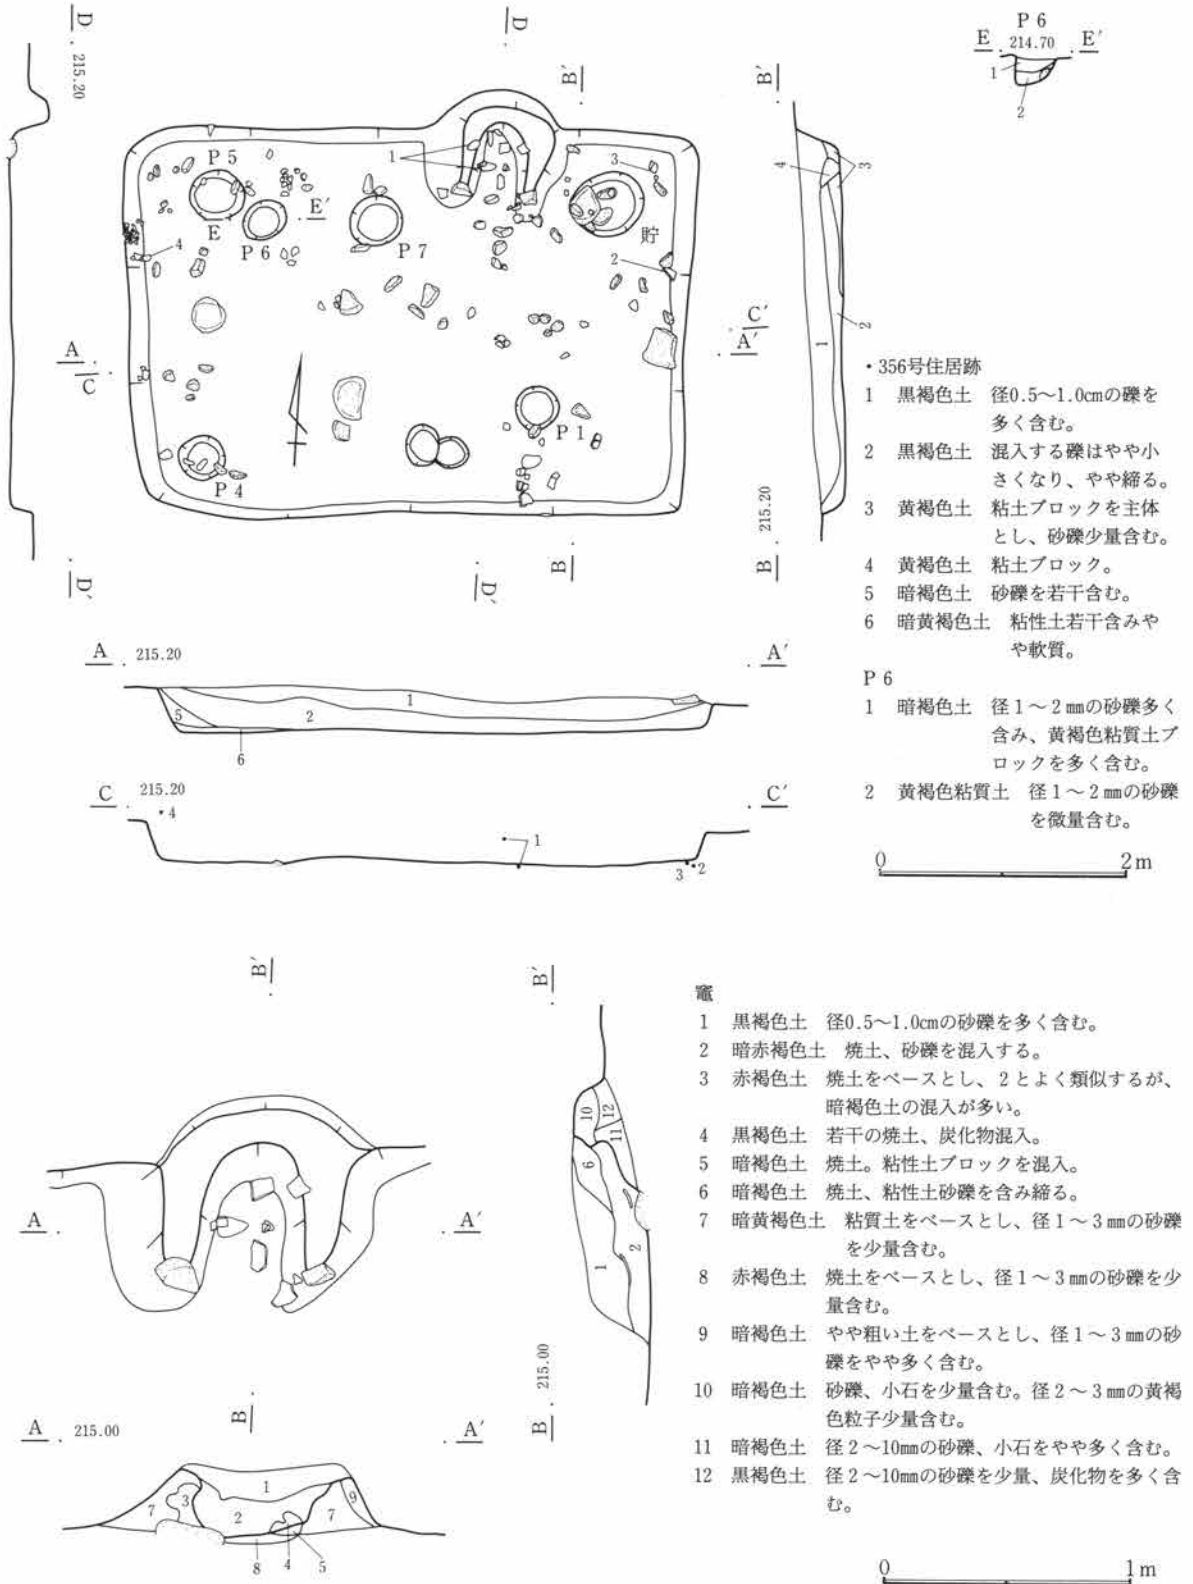 D
D
215.20
B′
B′
P 6
E 214.70 E′
1
2
1
3
4
3
P 5
E
E′
P 6
P 7
貯
4
2
C′
A′
A
C
1
2
P 1
P 4
215.20
B
B
D′
D′
・356号住居跡
1 黒褐色土 径0.5～1.0cmの礫を
多く含む。
2 黒褐色土 混入する礫はやや小
さくなり、やや締る。
3 黄褐色土 粘土ブロックを主体
とし、砂礫少量含む。
4 黄褐色土 粘土ブロック。
5 暗褐色土 砂礫を若干含む。
6 暗黄褐色土 粘性土若干含みや
や軟質。
P 6
1 暗褐色土 径1～2㎜の砂礫多く
含み、黄褐色粘質土ブ
ロックを多く含む。
2 黄褐色粘質土 径1～2㎜の砂礫
を微量含む。
0 2m
A 215.20 A′
1
5
2
6
C 215.20 C′
4
1
3
2
B′
B′
A A′
10
12
11
6
1
2
B
B 215.00
A 215.00 A′
1
7
3
2
7
9
8
4
5
竈
1 黒褐色土 径0.5～1.0cmの砂礫を多く含む。
2 暗赤褐色土 焼土、砂礫を混入する。
3 赤褐色土 焼土をベースとし、2とよく類似するが、
暗褐色土の混入が多い。
4 黒褐色土 若干の焼土、炭化物混入。
5 暗褐色土 焼土。粘性土ブロックを混入。
6 暗褐色土 焼土、粘性土砂礫を含み締る。
7 暗黄褐色土 粘質土をベースとし、径1～3㎜の砂礫
を少量含む。
8 赤褐色土 焼土をベースとし、径1～3㎜の砂礫を少
量含む。
9 暗褐色土 やや粗い土をベースとし、径1～3㎜の砂
礫をやや多く含む。
10 暗褐色土 砂礫、小石を少量含む。径2～3㎜の黄褐
色粒子少量含む。
11 暗褐色土 径2～10㎜の砂礫、小石をやや多く含む。
12 黒褐色土 径2～10㎜の砂礫を少量、炭化物を多く含
む。
0 1m